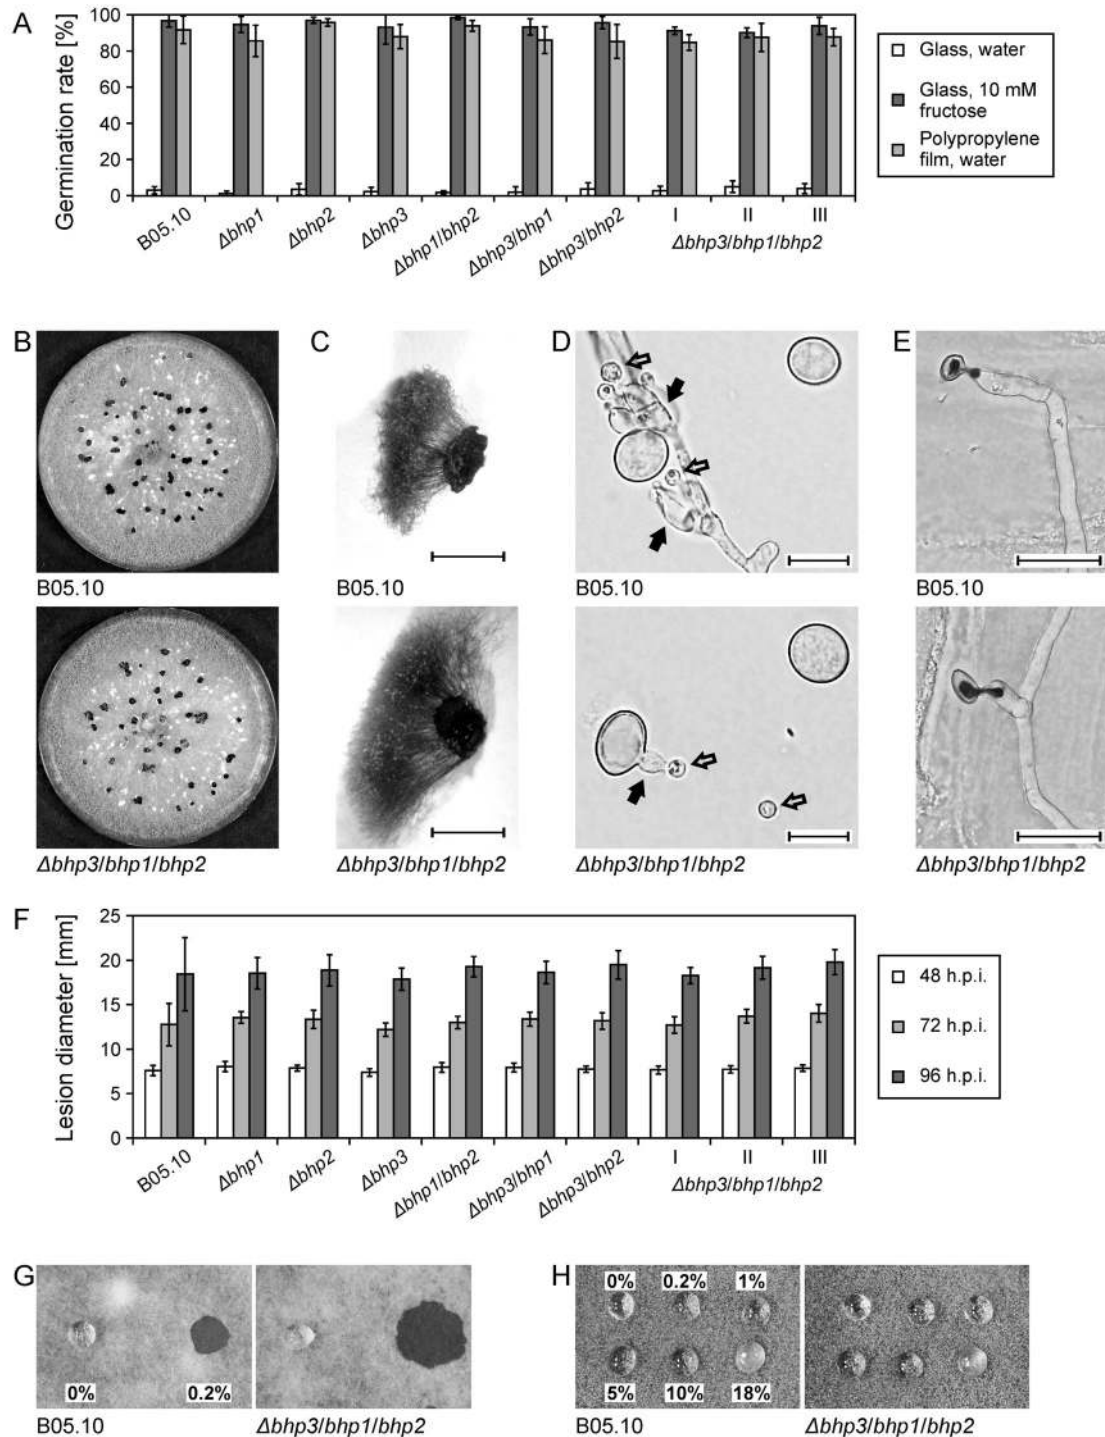 A
Germination rate [%]
100
80
60
40
20
0
B05.10
Δbhp1
Δbhp2
Δbhp3
Δbhp1/bhp2
Δbhp3/bhp1
Δbhp3/bhp2
I
II
III
Δbhp3/bhp1/bhp2
Glass, water
Glass, 10 mM
fructose
Polypropylene
film, water
B
C
D
E
B05.10
B05.10
B05.10
B05.10
Δbhp3/bhp1/bhp2
Δbhp3/bhp1/bhp2
Δbhp3/bhp1/bhp2
Δbhp3/bhp1/bhp2
F
Lesion diameter [mm]
25
20
15
10
5
0
B05.10
Δbhp1
Δbhp2
Δbhp3
Δbhp1/bhp2
Δbhp3/bhp1
Δbhp3/bhp2
I
II
III
Δbhp3/bhp1/bhp2
48 h.p.i.
72 h.p.i.
96 h.p.i.
G
0%
0.2%
B05.10
Δbhp3/bhp1/bhp2
H
0%
0.2%
1%
5%
10%
18%
B05.10
Δbhp3/bhp1/bhp2